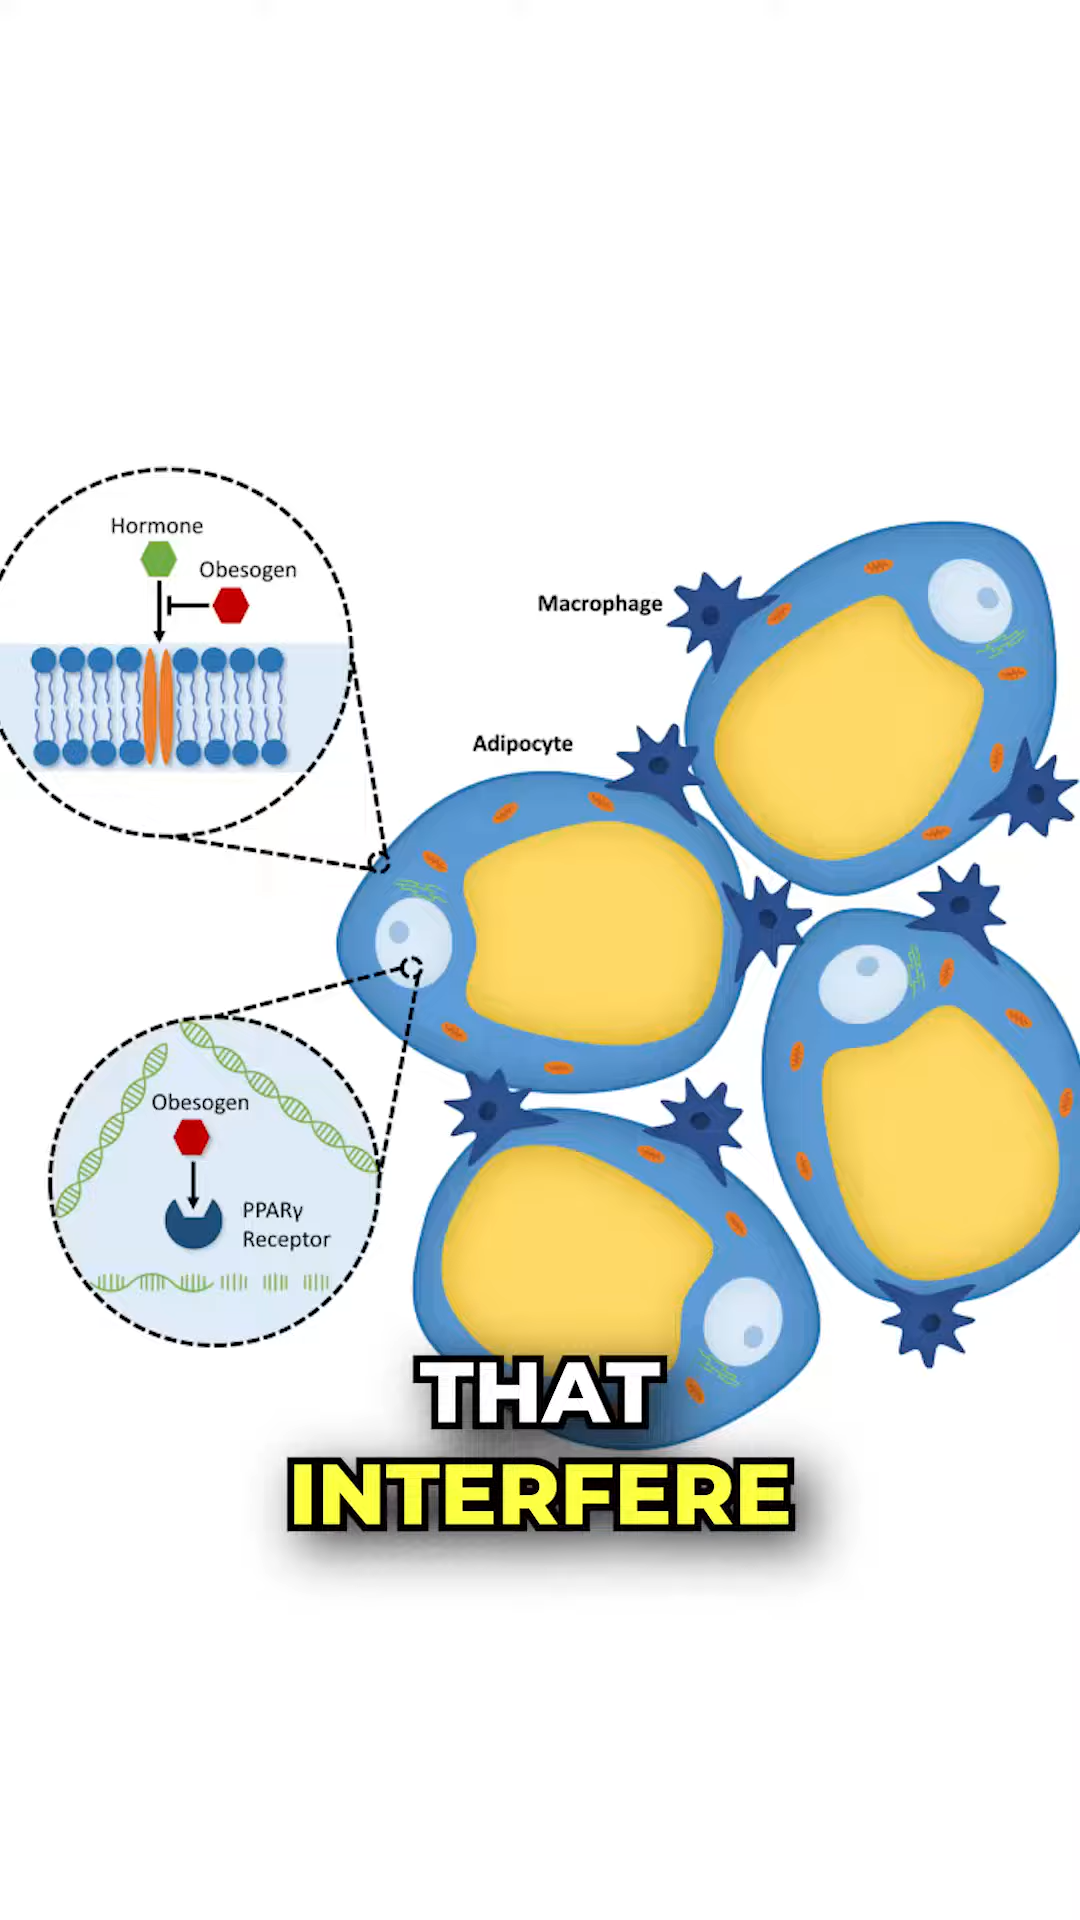 Hormone
Obesogen
Macrophage
Adipocyte
Obesogen
PPARγ
Receptor
THAT
INTERFERE